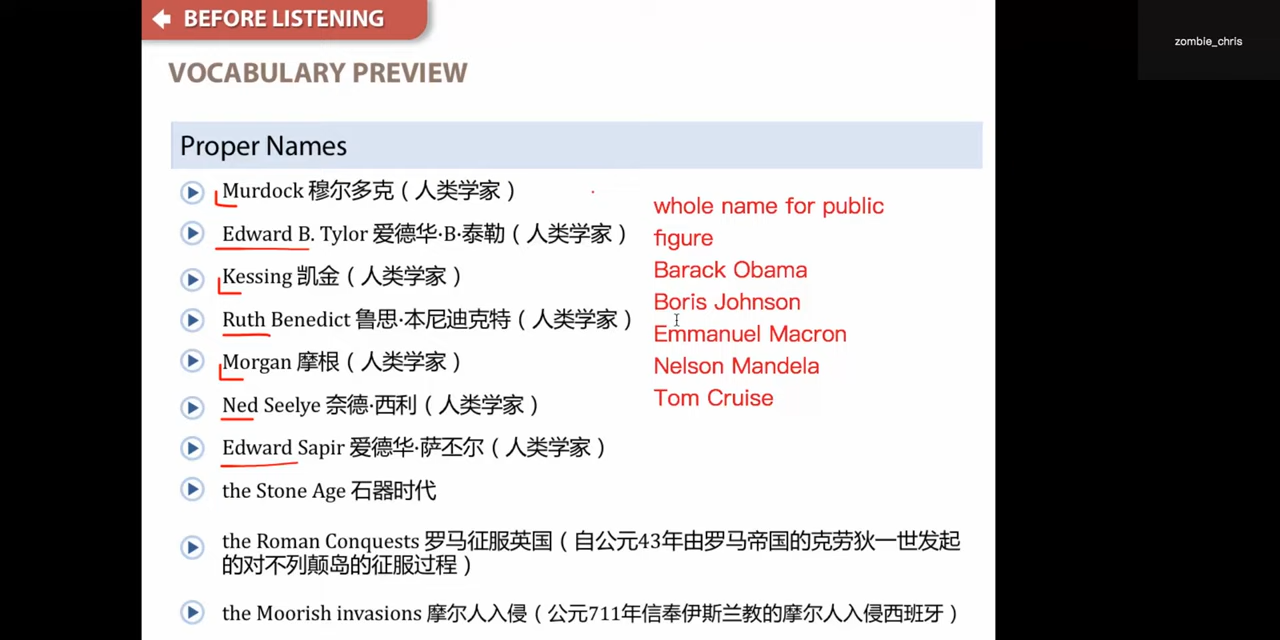 BEFORE LISTENING
zombie_chris
VOCABULARY PREVIEW
Proper Names
Murdock 穆尔多克（人类学家）
Edward B. Tylor 爱德华·B·泰勒（人类学家）
Kessing 凯金（人类学家）
Ruth Benedict 鲁思·本尼迪克特（人类学家）
Morgan 摩根（人类学家）
Ned Seelye 奈德·西利（人类学家）
Edward Sapir 爱德华·萨丕尔（人类学家）
the Stone Age 石器时代
the Roman Conquests 罗马征服英国（自公元43年由罗马帝国的克劳狄一世发起
的对不列颠岛的征服过程）
the Moorish invasions 摩尔人入侵（公元711年信奉伊斯兰教的摩尔人入侵西班牙）
whole name for public
figure
Barack Obama
Boris Johnson
Emmanuel Macron
Nelson Mandela
Tom Cruise